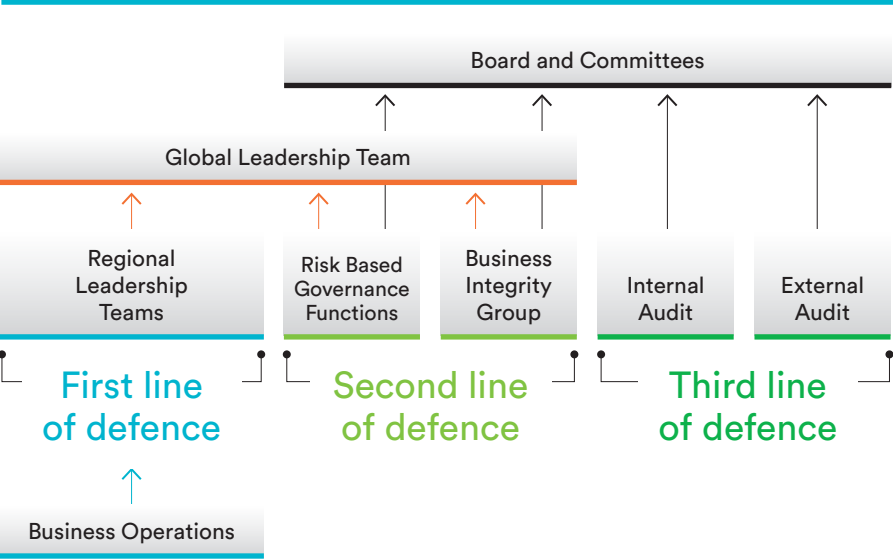 Board and Committees
Global Leadership Team
Regional
Leadership
Teams
Risk Based
Governance
Functions
Business
Integrity
Group
Internal
Audit
External
Audit
First line
of defence
Second line
of defence
Third line
of defence
Business Operations